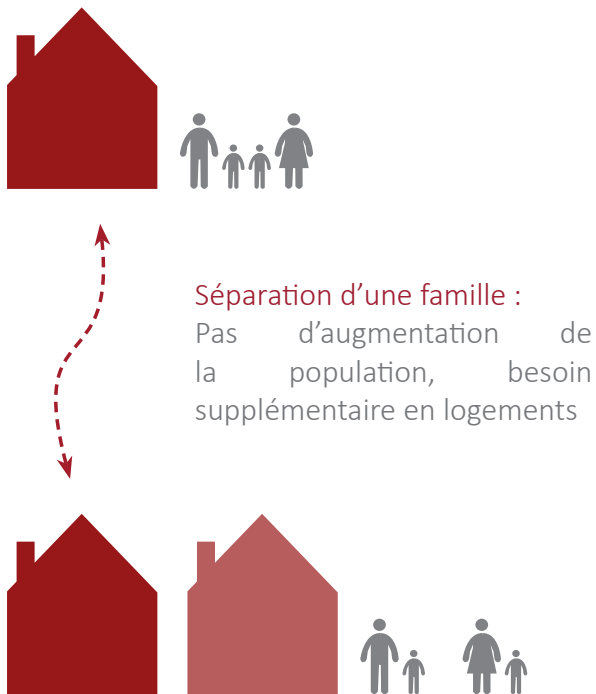 Séparation d’une famille :
Pas d’augmentation de
la population, besoin
supplémentaire en logements